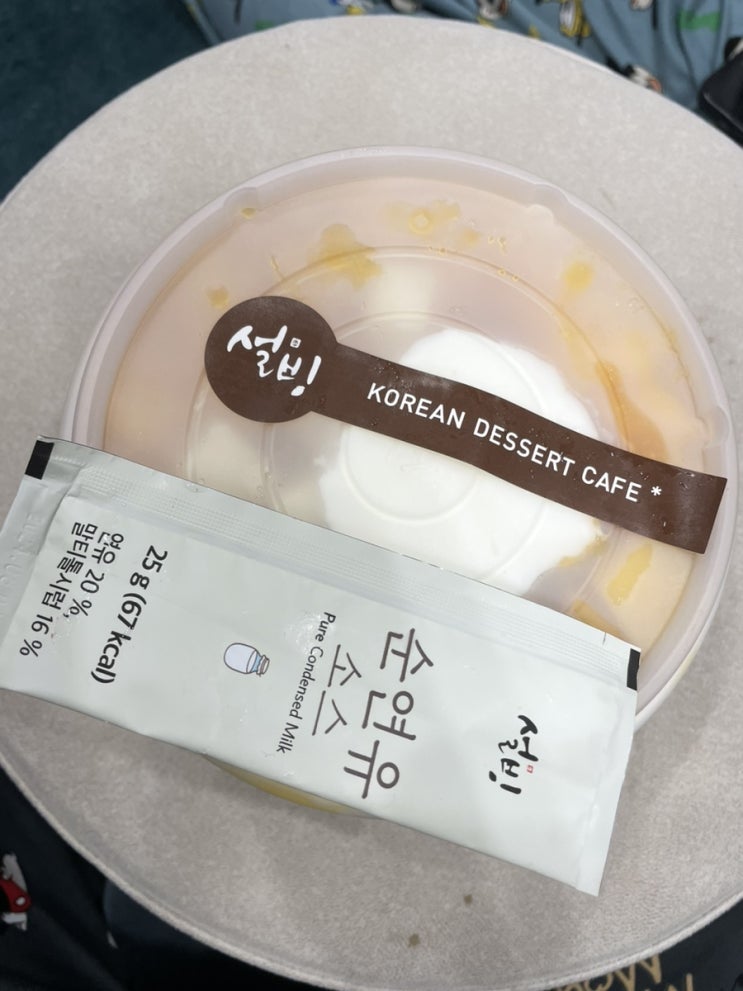 설빙
KOREAN DESSERT CAFE *
설빙
순연유
소스
Pure Condensed Milk
25 g (67 kcal)
연유 20 %,
말티톨시럽 16 %